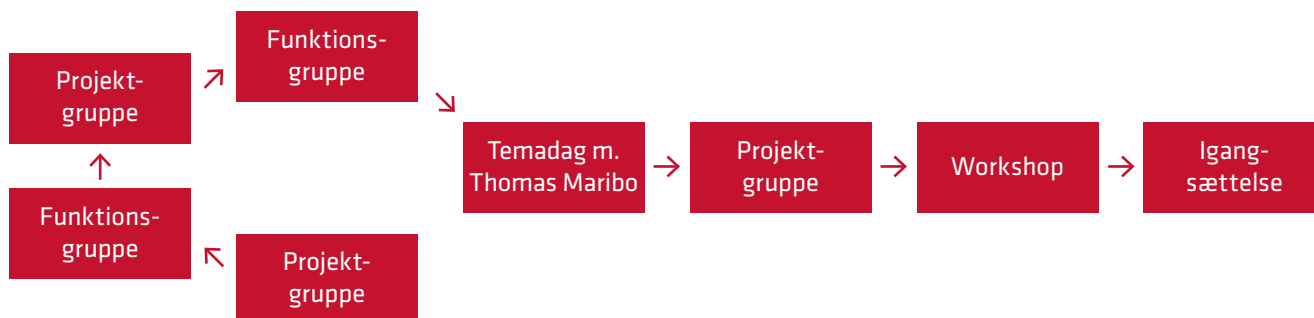 Funktions-
gruppe
Projekt-
gruppe
Temadag m.
Thomas Maribo
Projekt-
gruppe
Workshop
Igang-
sættelse
Funktions-
gruppe
Projekt-
gruppe